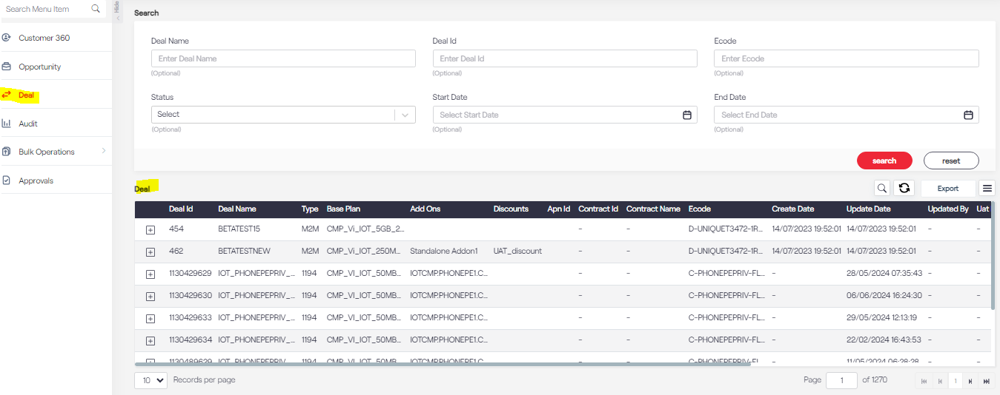 Search Menu Item
Hide
Customer 360
Opportunity
Deal
Audit
Bulk Operations
Approvals
Search
Deal Name Deal Id Ecode
Enter Deal Name Enter Deal Id Enter Ecode
(Optional) (Optional) (Optional)
Status Start Date End Date
Select Select Start Date Select End Date
(Optional) (Optional) (Optional)
search reset
Deal Export
Deal Id Deal Name Type Base Plan Add Ons Discounts Apn Id Contract Id Contract Name Ecode Create Date Update Date Updated By Uat
454 BETATEST15 M2M CMP_Vi_IOT_5GB_2... - - D-UNIQUET3472-1R... 14/07/2023 19:52:01 14/07/2023 19:52:01 - -
462 BETATESTNEW M2M CMP_Vi_IOT_250M... Standalone Addon1 UAT_discount - - D-UNIQUET3472-1R... 14/07/2023 19:52:01 14/07/2023 19:52:01 - -
1130429629 IOT_PHONEPEPRIV_... 1194 CMP_VI_IOT_50MB... IOTCMP.PHONEPE1.C... - - C-PHONEPEPRIV-FL... - 28/05/2024 07:35:43 - -
1130429630 IOT_PHONEPEPRIV_... 1194 CMP_VI_IOT_50MB... IOTCMP.PHONEPE1.C... - - C-PHONEPEPRIV-FL... - 06/06/2024 16:24:30 - -
1130429633 IOT_PHONEPEPRIV_... 1194 CMP_VI_IOT_50MB... IOTCMP.PHONEPE1.C... - - C-PHONEPEPRIV-FL... - 29/05/2024 12:13:19 - -
1130429634 IOT_PHONEPEPRIV_... 1194 CMP_VI_IOT_50MB... IOTCMP.PHONEPE1.C... - - C-PHONEPEPRIV-FL... - 22/02/2024 16:43:53 - -
1130489629 IOT_PHONEPEPRIV_... 1194 CMP_VI_IOT_50MB... IOTCMP.PHONEPE1.C... - - C-PHONEPEPRIV-FL... - 11/05/2024 06:28:28 - -
10 Records per page Page 1 of 1270 1